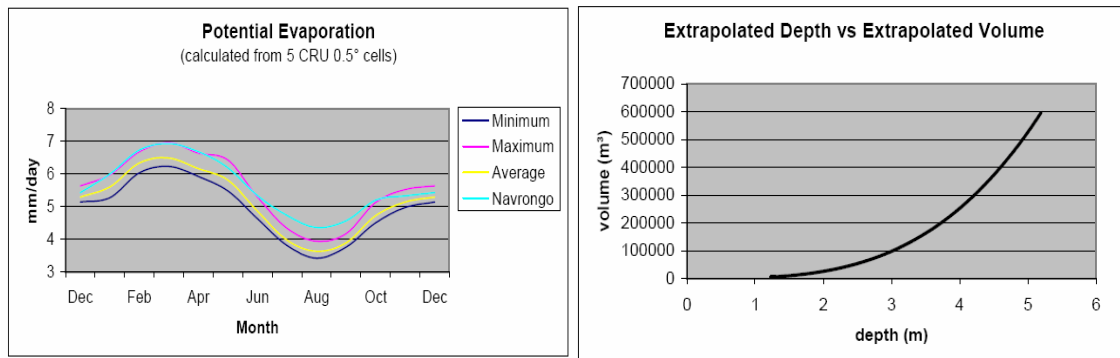 Potential Evaporation
(calculated from 5 CRU 0.5° cells)
8
7
6
5
4
3
mm/day
Dec Feb Apr Jun Aug Oct Dec
Month
Minimum
Maximum
Average
Navrongo
Extrapolated Depth vs Extrapolated Volume
700000
600000
500000
400000
300000
200000
100000
0
volume (m³)
0 1 2 3 4 5 6
depth (m)